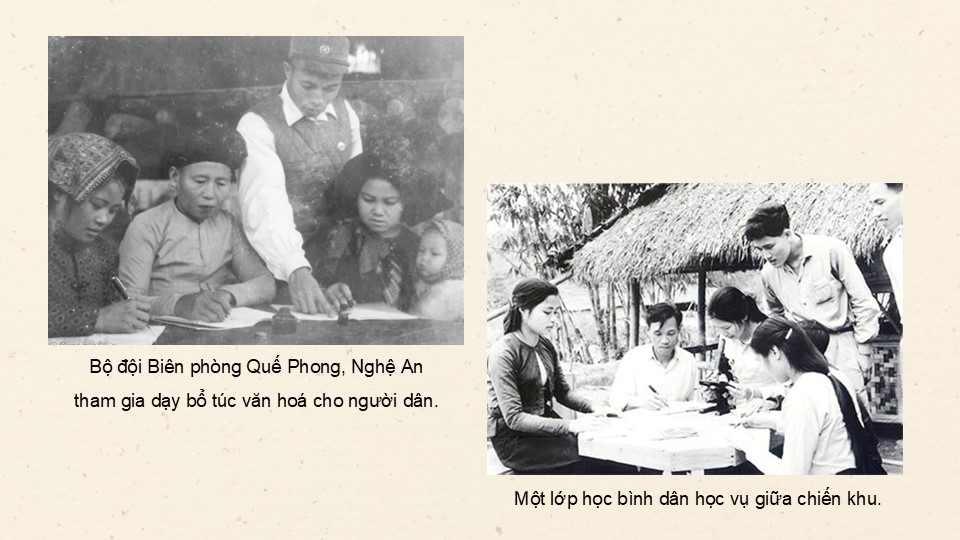 Bộ đội Biên phòng Quế Phong, Nghệ An
tham gia dạy bổ túc văn hoá cho người dân.
Một lớp học bình dân học vụ giữa chiến khu.